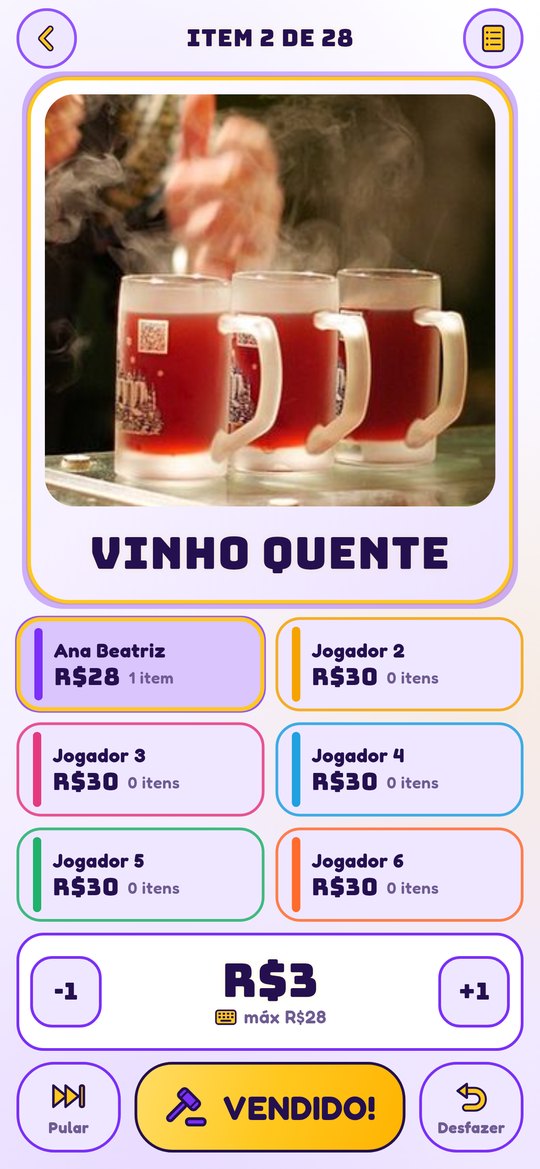 ITEM 2 DE 28
VINHO QUENTE
Ana Beatriz
R$28 1 item
Jogador 2
R$30 0 itens
Jogador 3
R$30 0 itens
Jogador 4
R$30 0 itens
Jogador 5
R$30 0 itens
Jogador 6
R$30 0 itens
-1
R$3
+1
máx R$28
Pular
VENDIDO!
Desfazer